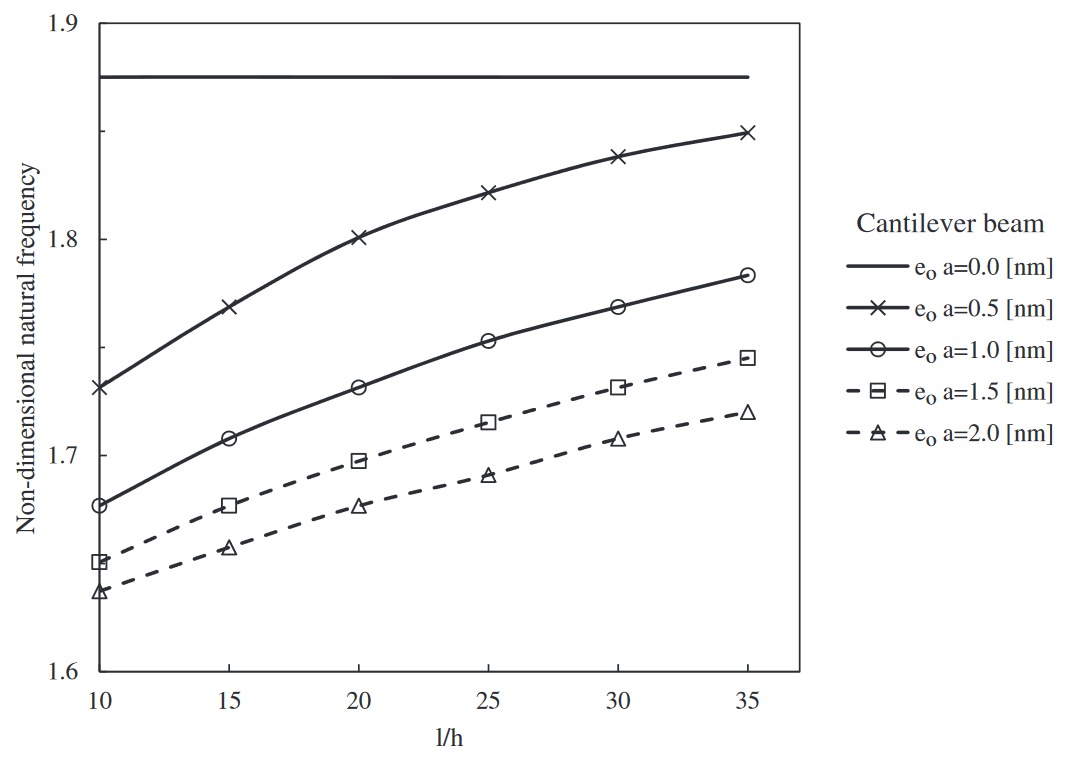 1.9
1.8
1.7
1.6
Non-dimensional natural frequency
10 15 20 25 30 35
l/h
Cantilever beam
eo a=0.0 [nm]
eo a=0.5 [nm]
eo a=1.0 [nm]
eo a=1.5 [nm]
eo a=2.0 [nm]